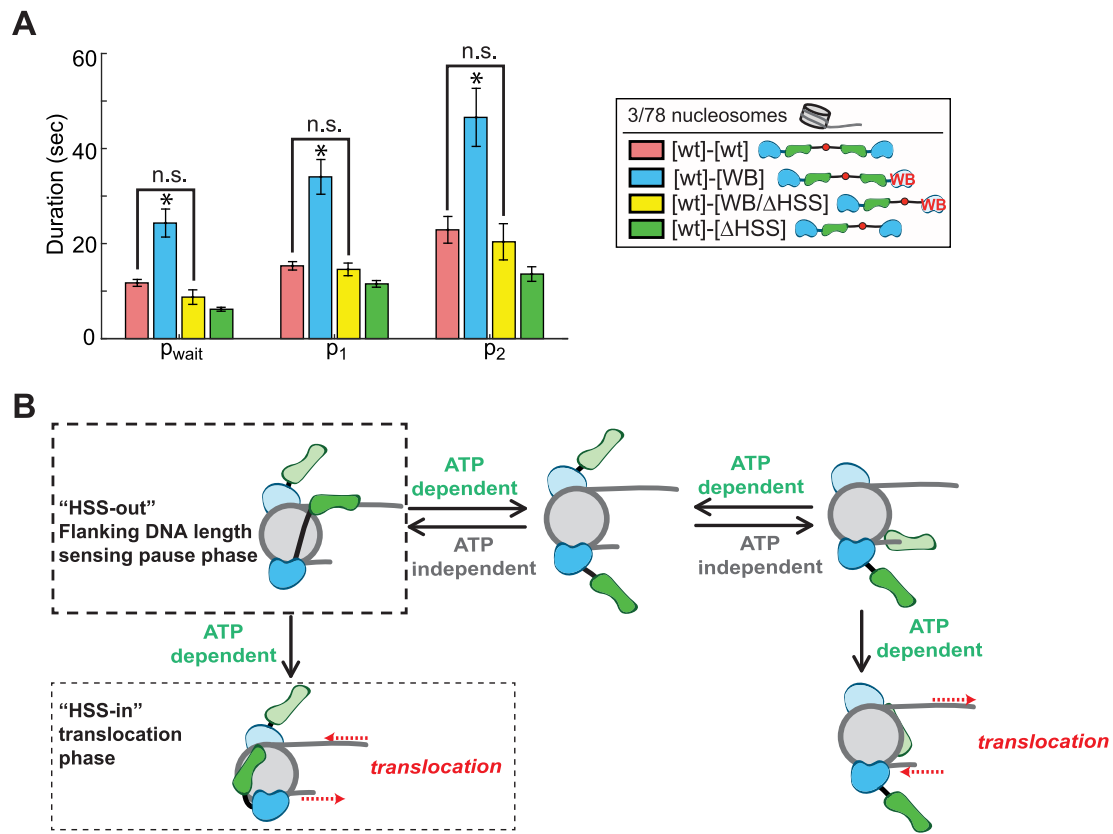 A
60
40
20
0
Duration (sec)
n.s.
*
n.s.
*
n.s.
*
pwait
p1
p2
3/78 nucleosomes
[wt]-[wt]
[wt]-[WB]
WB
[wt]-[WB/ΔHSS]
WB
[wt]-[ΔHSS]
B
“HSS-out”
Flanking DNA length
sensing pause phase
ATP
dependent
ATP
independent
ATP
dependent
ATP
independent
ATP
dependent
ATP
dependent
“HSS-in”
translocation
phase
translocation
translocation